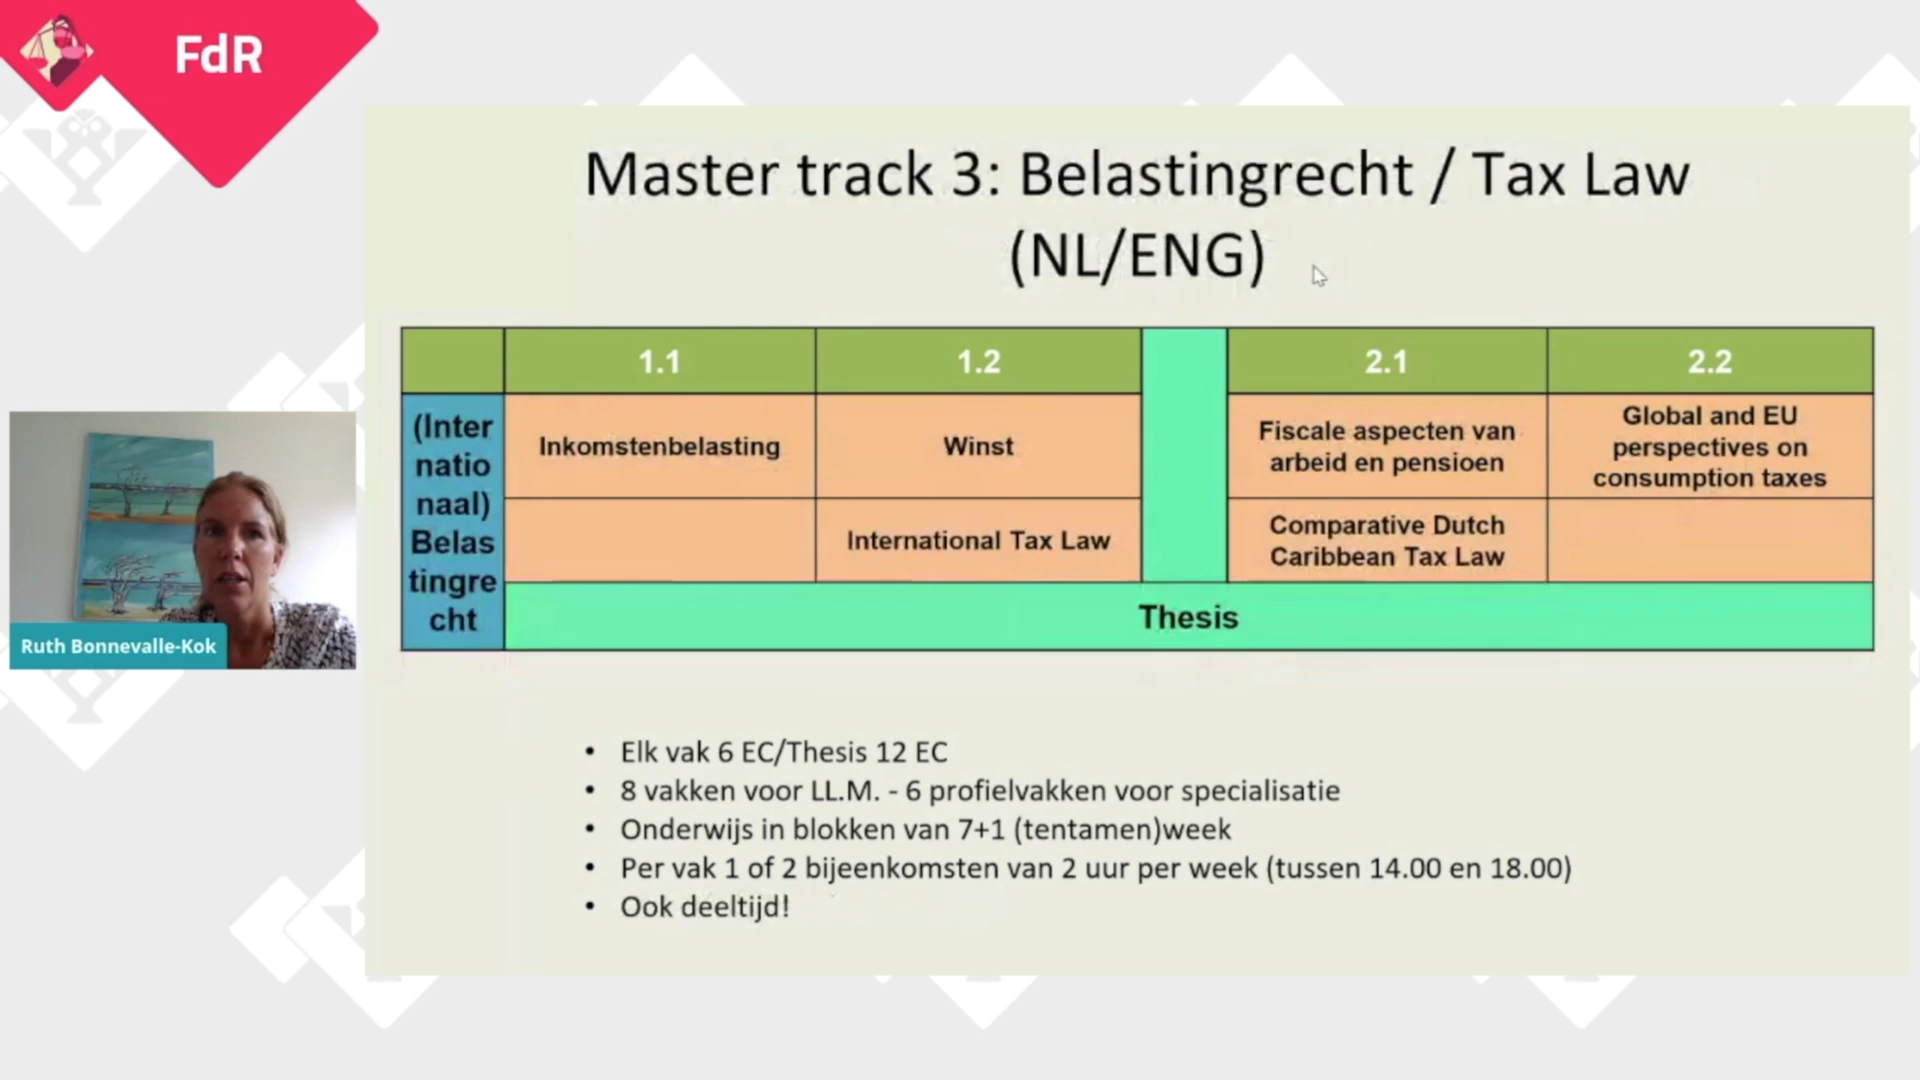 FdR
Master track 3: Belastingrecht / Tax Law
(NL/ENG)
1.1
1.2
2.1
2.2
(Inter
natio
naal)
Belas
tingre
cht
Inkomstenbelasting
Winst
Fiscale aspecten van
arbeid en pensioen
Global and EU
perspectives on
consumption taxes
International Tax Law
Comparative Dutch
Caribbean Tax Law
Thesis
Ruth Bonnevalle-Kok
• Elk vak 6 EC/Thesis 12 EC
• 8 vakken voor LL.M. - 6 profielvakken voor specialisatie
• Onderwijs in blokken van 7+1 (tentamen)week
• Per vak 1 of 2 bijeenkomsten van 2 uur per week (tussen 14.00 en 18.00)
• Ook deeltijd!